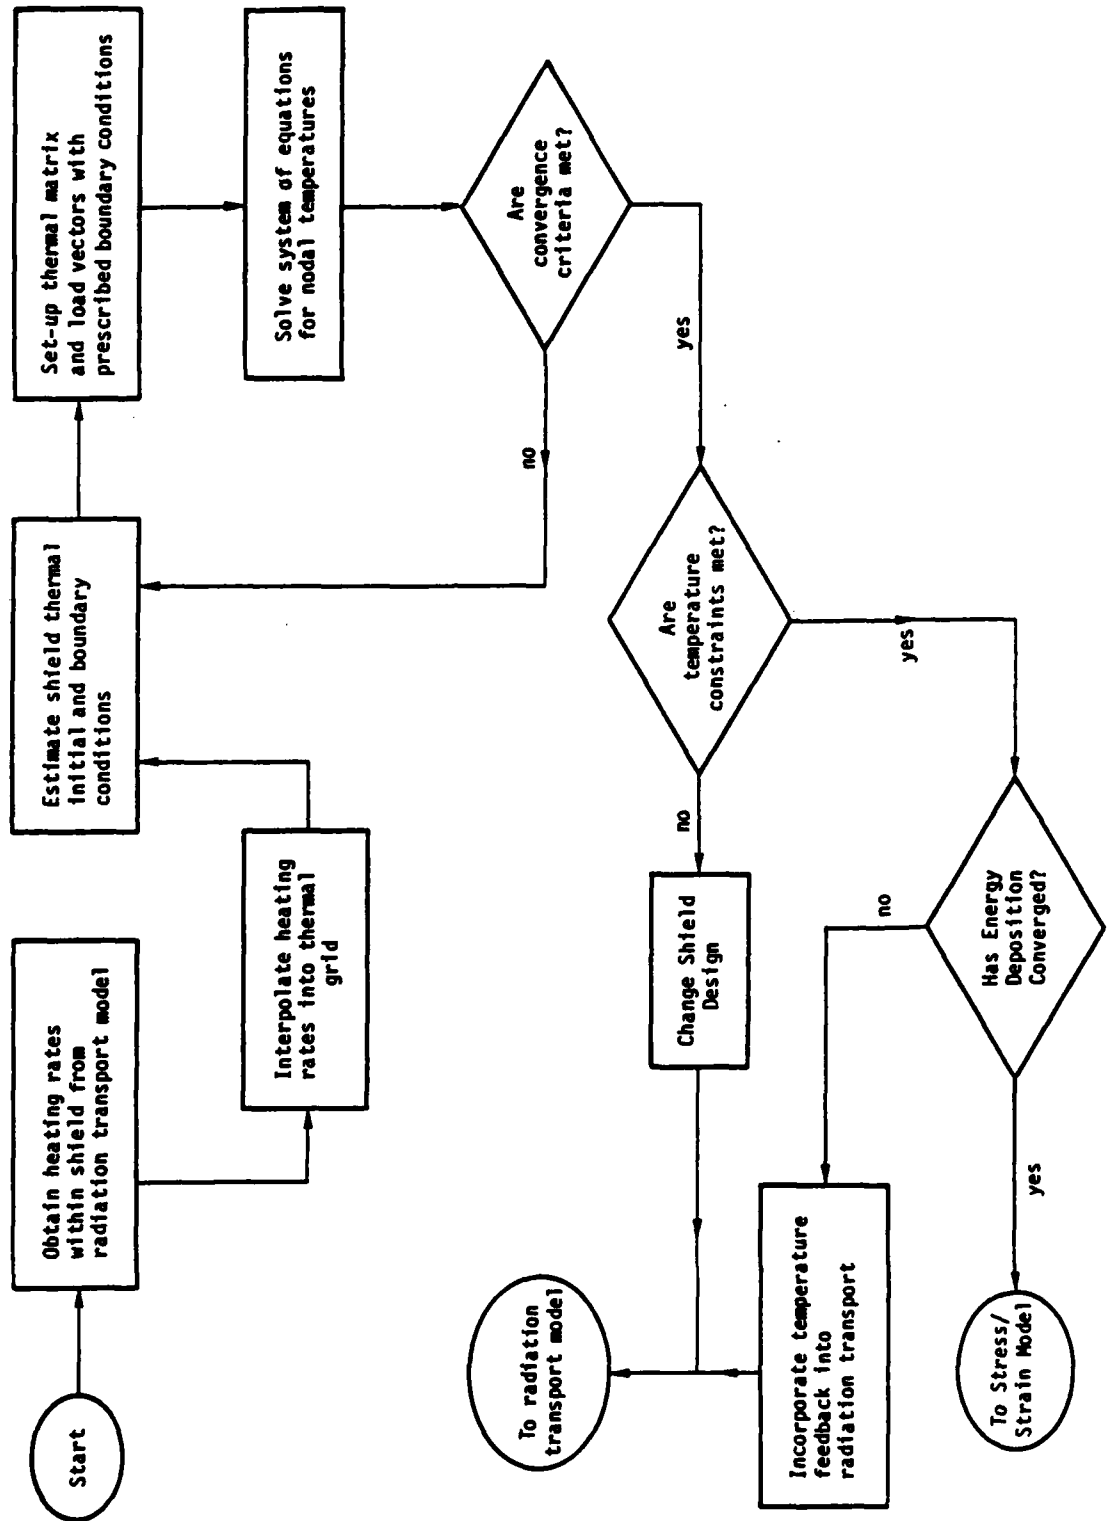 Start
Obtain heating rates
within shield from
radiation transport model
Interpolate heating
rates into thermal
grid
Estimate shield thermal
initial and boundary
conditions
Set-up thermal matrix
and load vectors with
prescribed boundary conditions
Solve system of equations
for nodal temperatures
Are
convergence
criteria met?
no
yes
Are
temperature
constraints met?
no
yes
Change Shield
Design
Has Energy
Deposition
Converged?
no
yes
Incorporate temperature
feedback into
radiation transport
To radiation
transport model
To Stress/
Strain Model